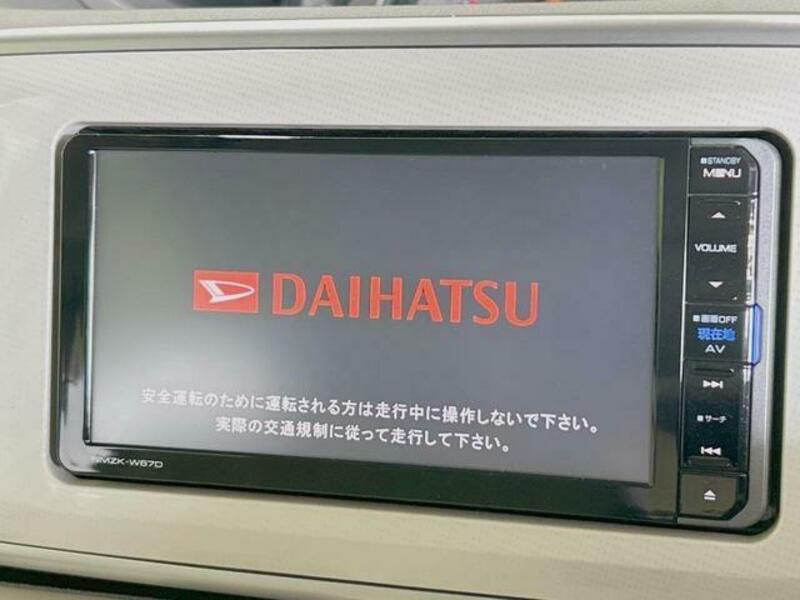 DAIHATSU
安全運転のために運転される方は走行中に操作しないで下さい。
実際の交通規制に従って走行して下さい。
NMZK-W67D
STANDBY
MENU
VOLUME
画面OFF
現在地
AV
サーチ